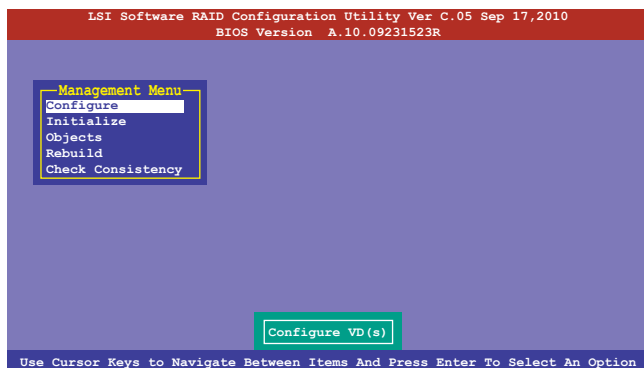 LSI Software RAID Configuration Utility Ver C.05 Sep 17,2010
BIOS Version A.10.09231523R
Management Menu
Configure
Initialize
Objects
Rebuild
Check Consistency
Configure VD(s)
Use Cursor Keys to Navigate Between Items And Press Enter To Select An Option